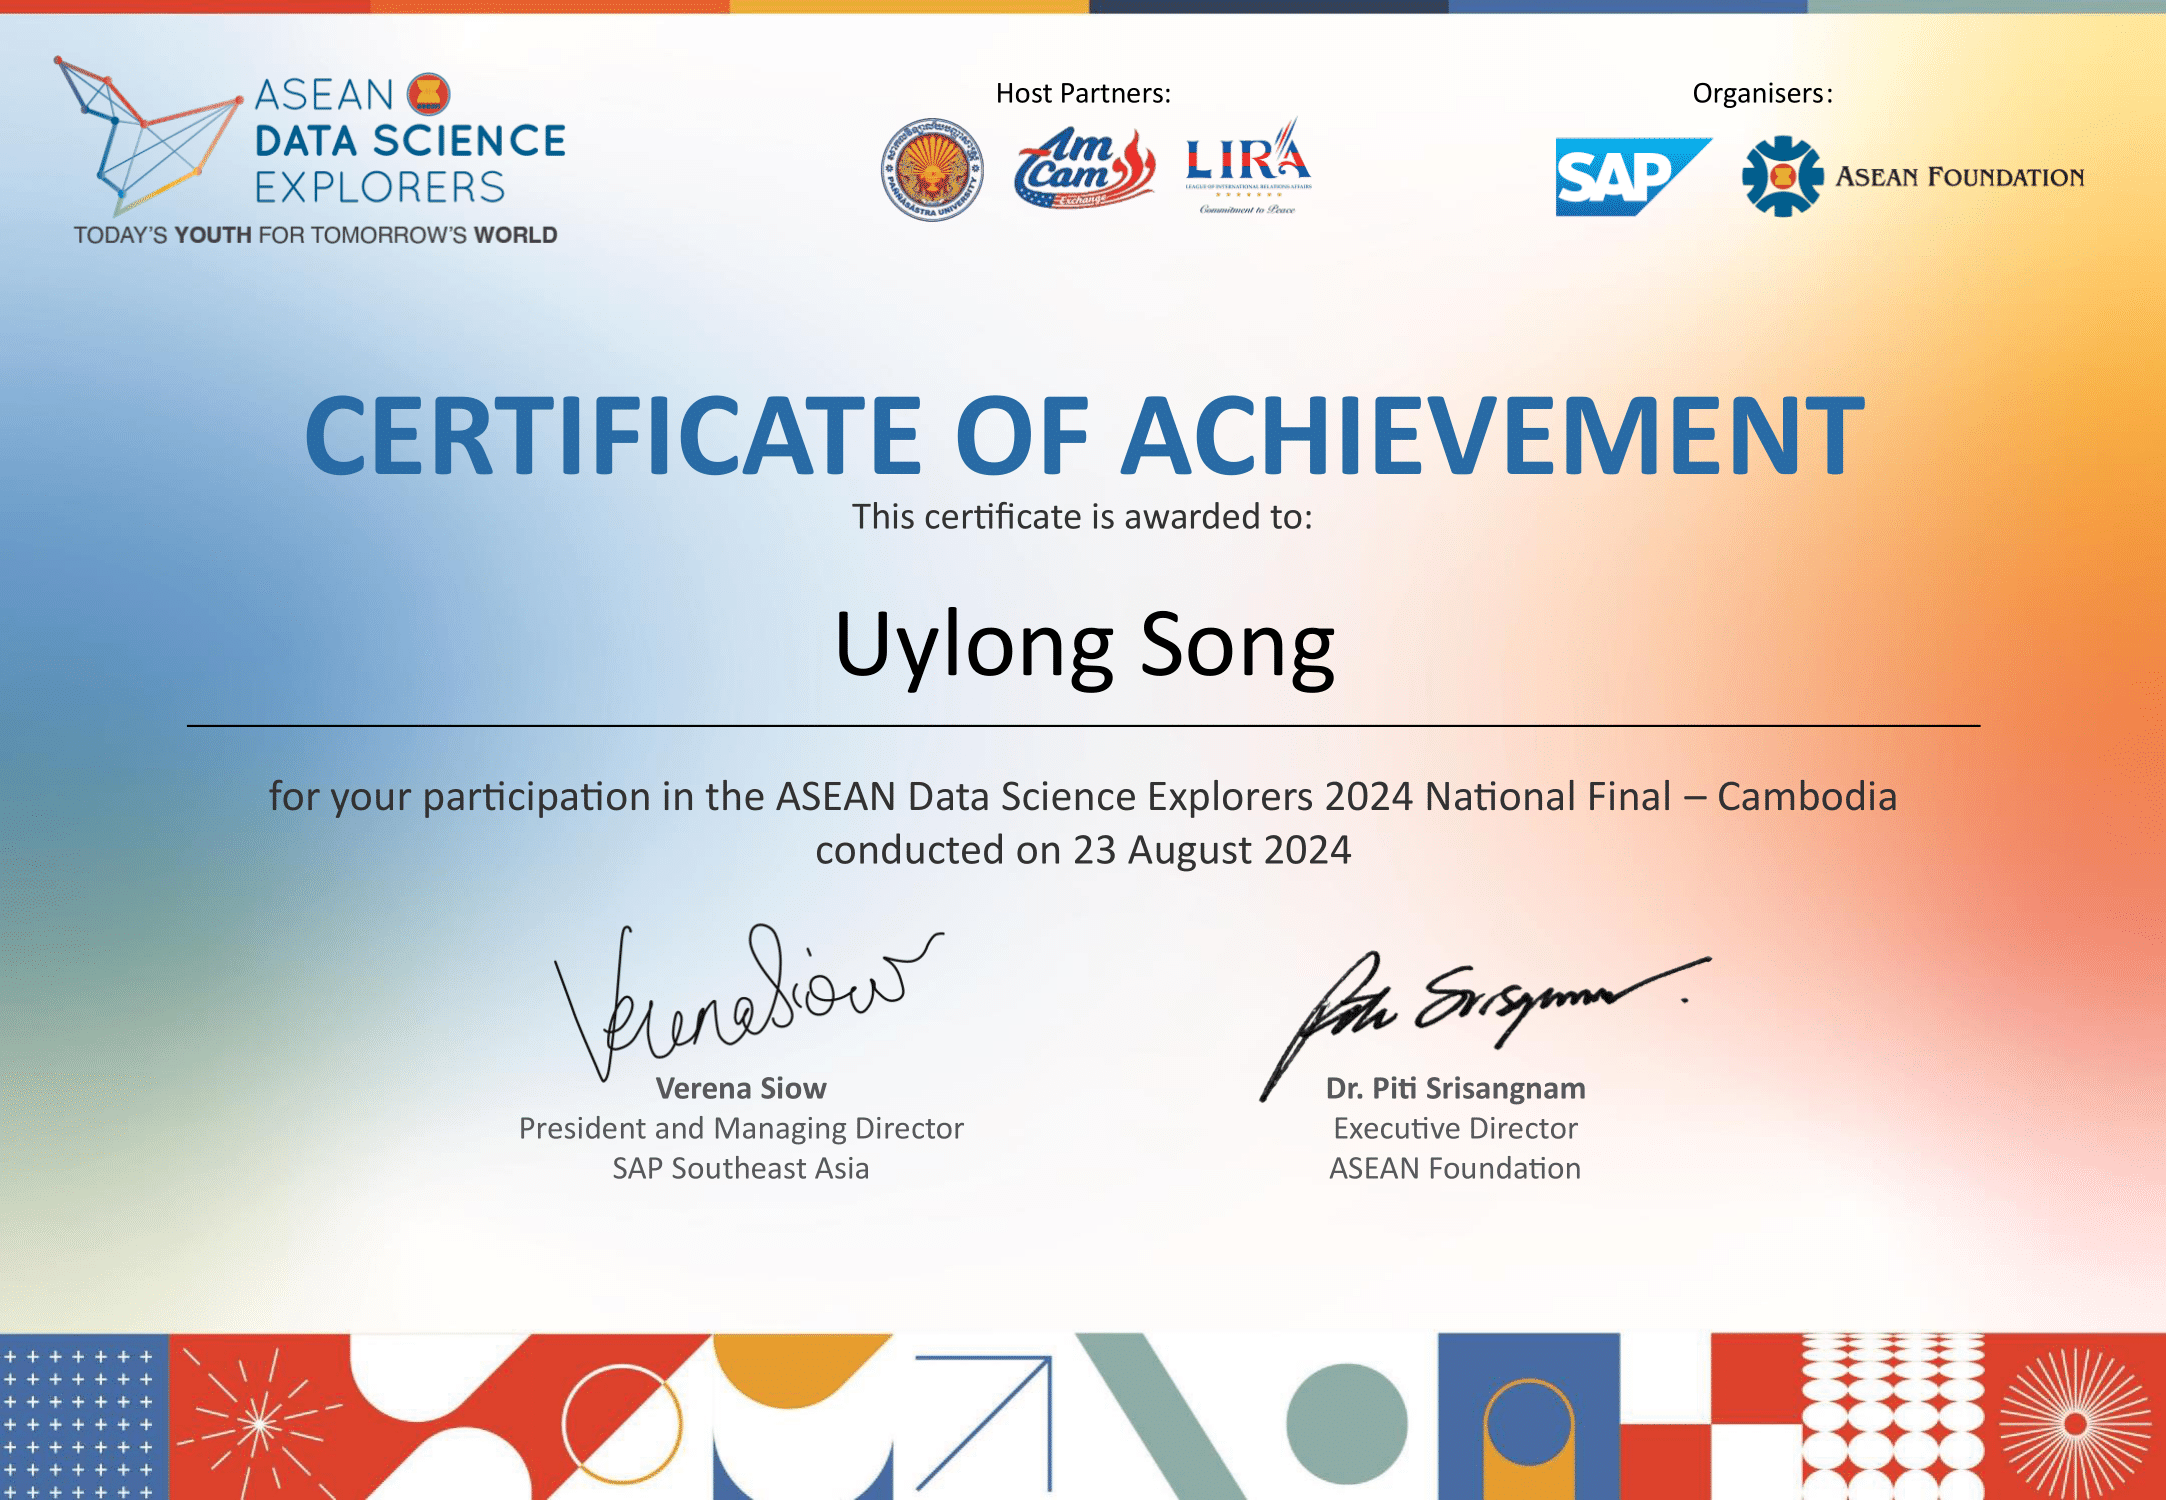 ASEAN
DATA SCIENCE
EXPLORERS
TODAY'S YOUTH FOR TOMORROW'S WORLD
Host Partners:
PAÑÑĀSĀSTRA UNIVERSITY
Am
Cam
Exchange
LIRA
LEAGUE OF INTERNATIONAL RELATIONS AFFAIRS
Commitment to Peace
Organisers:
SAP
ASEAN FOUNDATION
CERTIFICATE OF ACHIEVEMENT
This certificate is awarded to:
Uylong Song
for your participation in the ASEAN Data Science Explorers 2024 National Final – Cambodia
conducted on 23 August 2024
Verena Siow
Verena Siow
President and Managing Director
SAP Southeast Asia
Dr. Piti Srisangnam
Executive Director
ASEAN Foundation